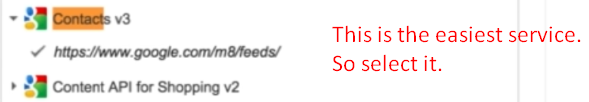 Contacts v3
https://www.google.com/m8/feeds/
Content API for Shopping v2
This is the easiest service.
So select it.